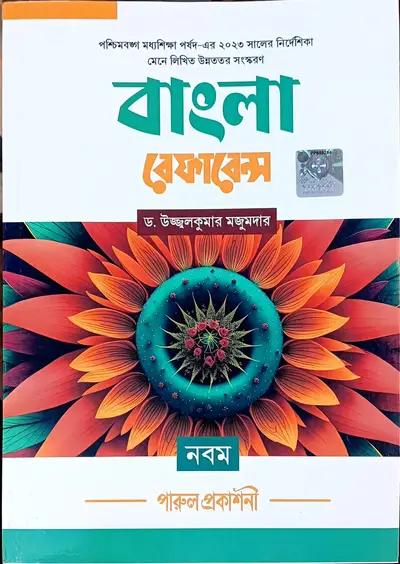 পশ্চিমবঙ্গ মধ্যশিক্ষা পর্ষদ-এর ২০২৩ সালের নির্দেশিকা
মেনে লিখিত উন্নততর সংস্করণ
বাংলা
রেফারেন্স
ড. উজ্জ্বলকুমার মজুমদার
নবম
পারুল প্রকাশনী